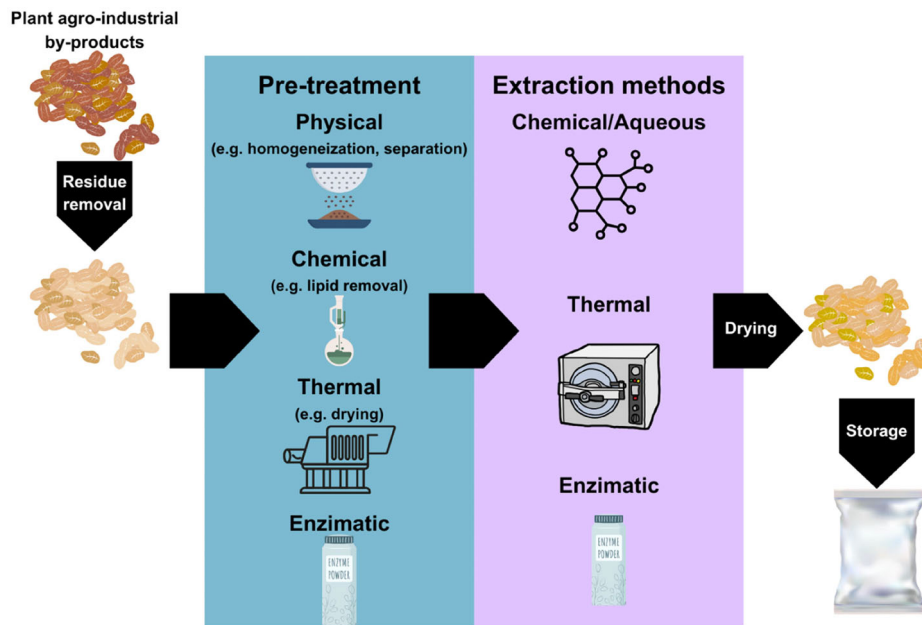 Plant agro-industrial
by-products
Residue
removal
Pre-treatment
Physical
(e.g. homogeneization, separation)
Chemical
(e.g. lipid removal)
Thermal
(e.g. drying)
Enzimatic
ENZYME
POWDER
Extraction methods
Chemical/Aqueous
Thermal
Enzimatic
ENZYME
POWDER
Drying
Storage